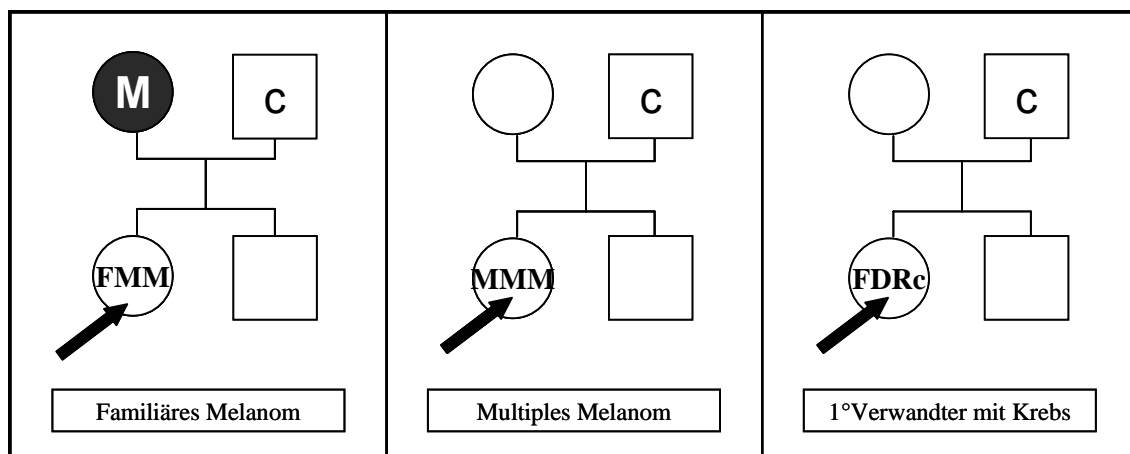 M
C
FMM
Familiäres Melanom
C
MMM
Multiples Melanom
C
FDRc
1°Verwandter mit Krebs